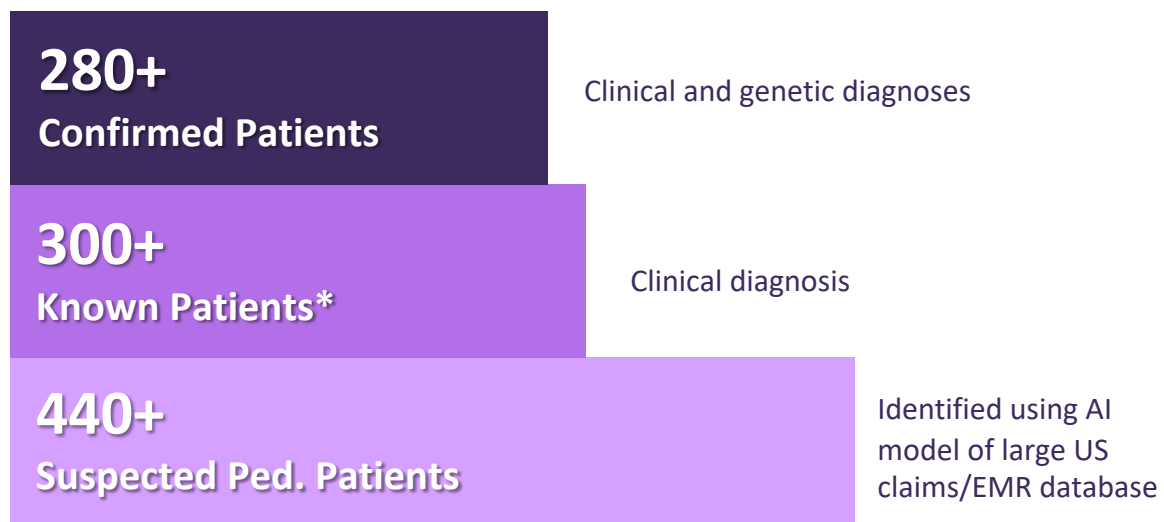 280+
Confirmed Patients
Clinical and genetic diagnoses
300+
Known Patients*
Clinical diagnosis
440+
Suspected Ped. Patients
Identified using AI
model of large US
claims/EMR database